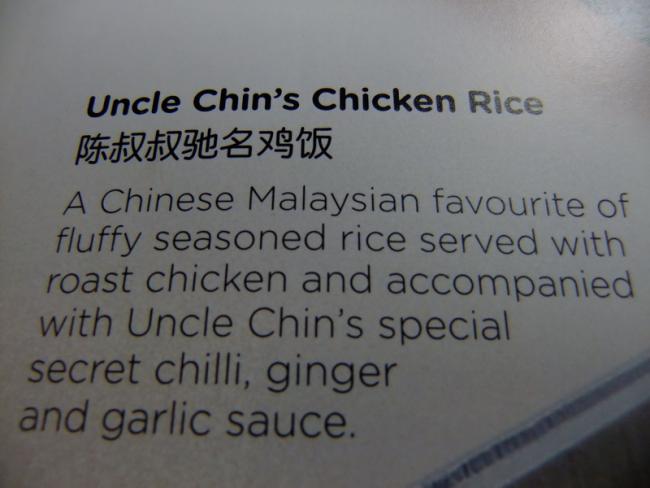 Uncle Chin's Chicken Rice
陈叔叔驰名鸡饭
A Chinese Malaysian favourite of
fluffy seasoned rice served with
roast chicken and accompanied
with Uncle Chin's special
secret chilli, ginger
and garlic sauce.